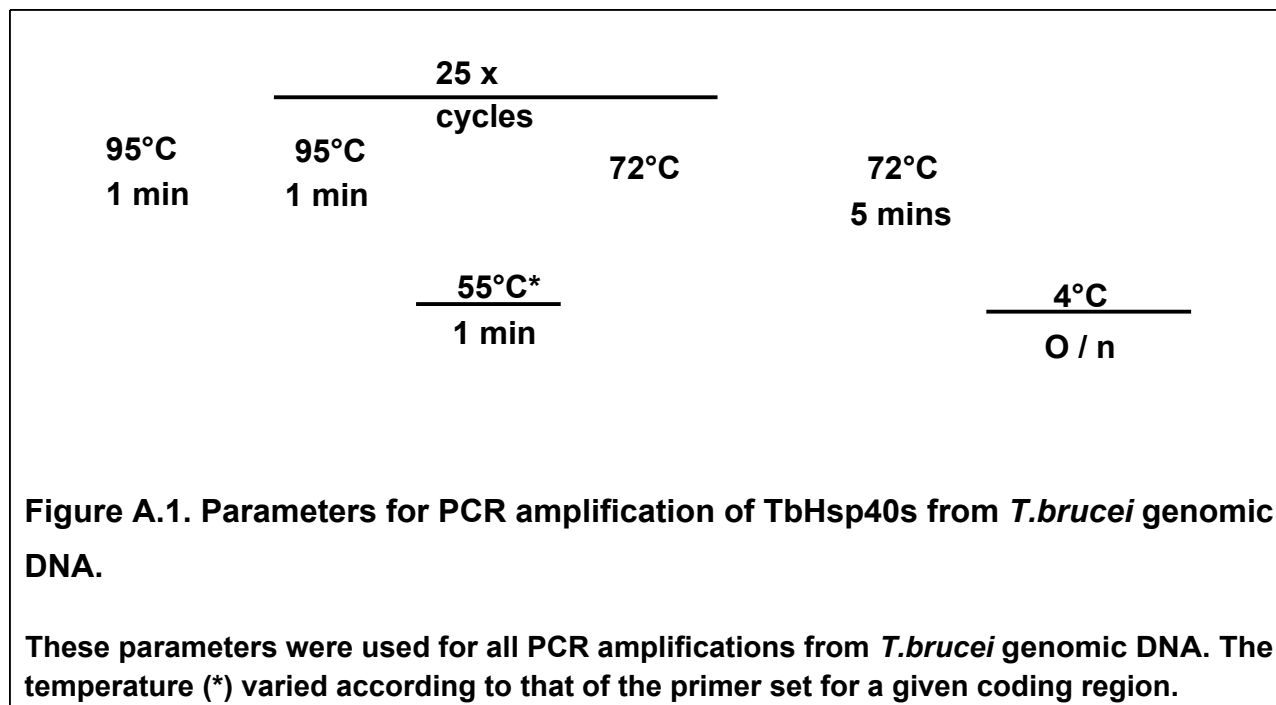 25 x
cycles
95°C
1 min
95°C
1 min
72°C
72°C
5 mins
55°C*
1 min
4°C
O / n
Figure A.1. Parameters for PCR amplification of TbHsp40s from T.brucei genomic
DNA.
These parameters were used for all PCR amplifications from T.brucei genomic DNA. The
temperature (*) varied according to that of the primer set for a given coding region.